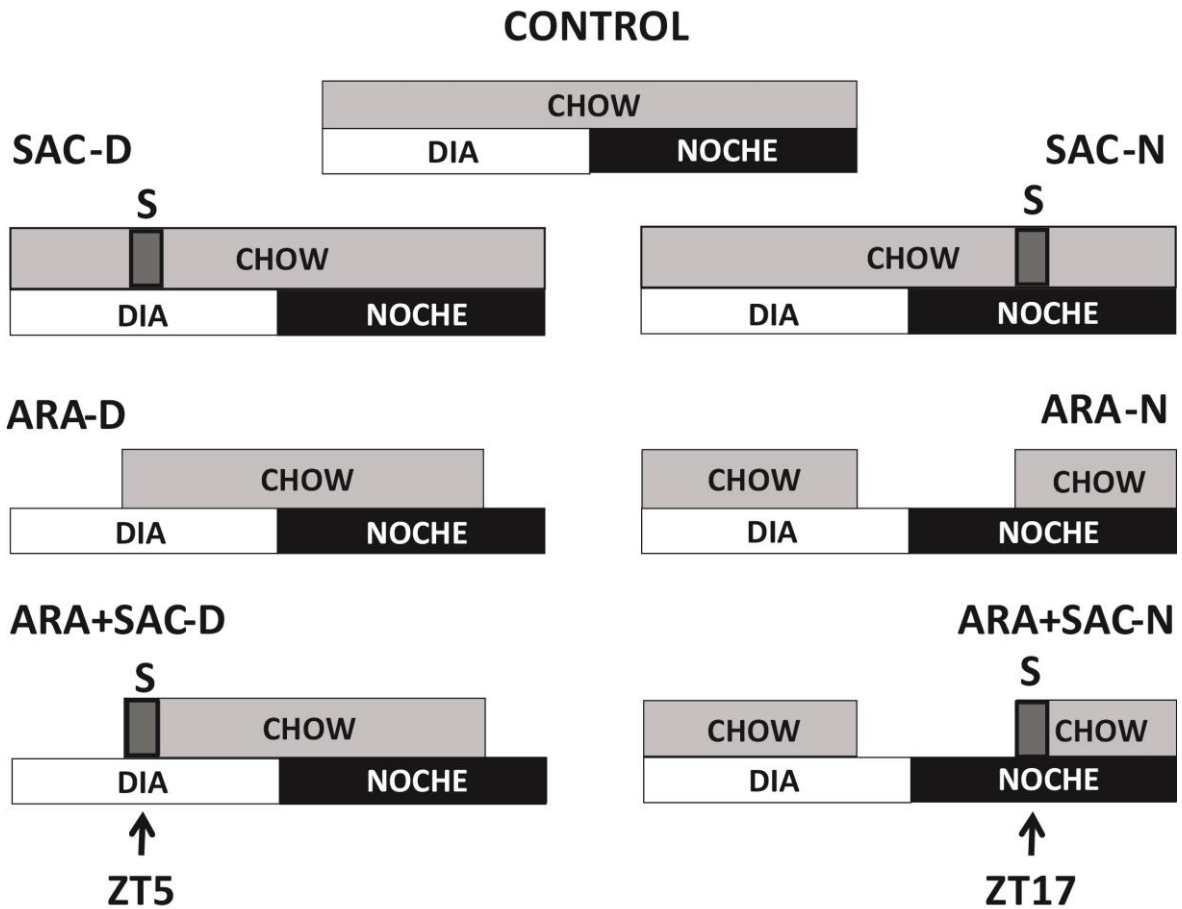 CONTROL
CHOW
DIA NOCHE
SAC-D
S
CHOW
DIA NOCHE
SAC-N
S
CHOW
DIA NOCHE
ARA-D
CHOW
DIA NOCHE
ARA-N
CHOW CHOW
DIA NOCHE
ARA+SAC-D
S
CHOW
DIA NOCHE
ZT5
ARA+SAC-N
S
CHOW CHOW
DIA NOCHE
ZT17